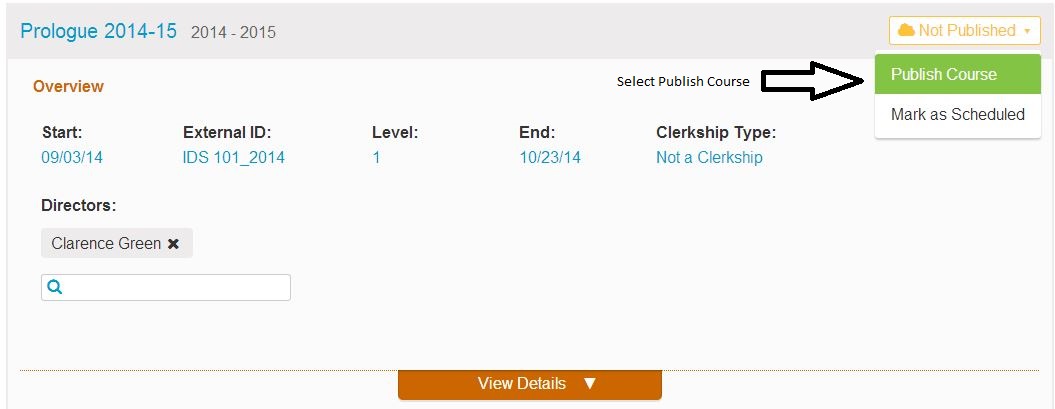 Prologue 2014-15 2014 - 2015 Not Published
Select Publish Course Publish Course
Mark as Scheduled
Overview
Start: External ID: Level: End: Clerkship Type:
09/03/14 IDS 101_2014 1 10/23/14 Not a Clerkship
Directors:
Clarence Green ✖
View Details ▼